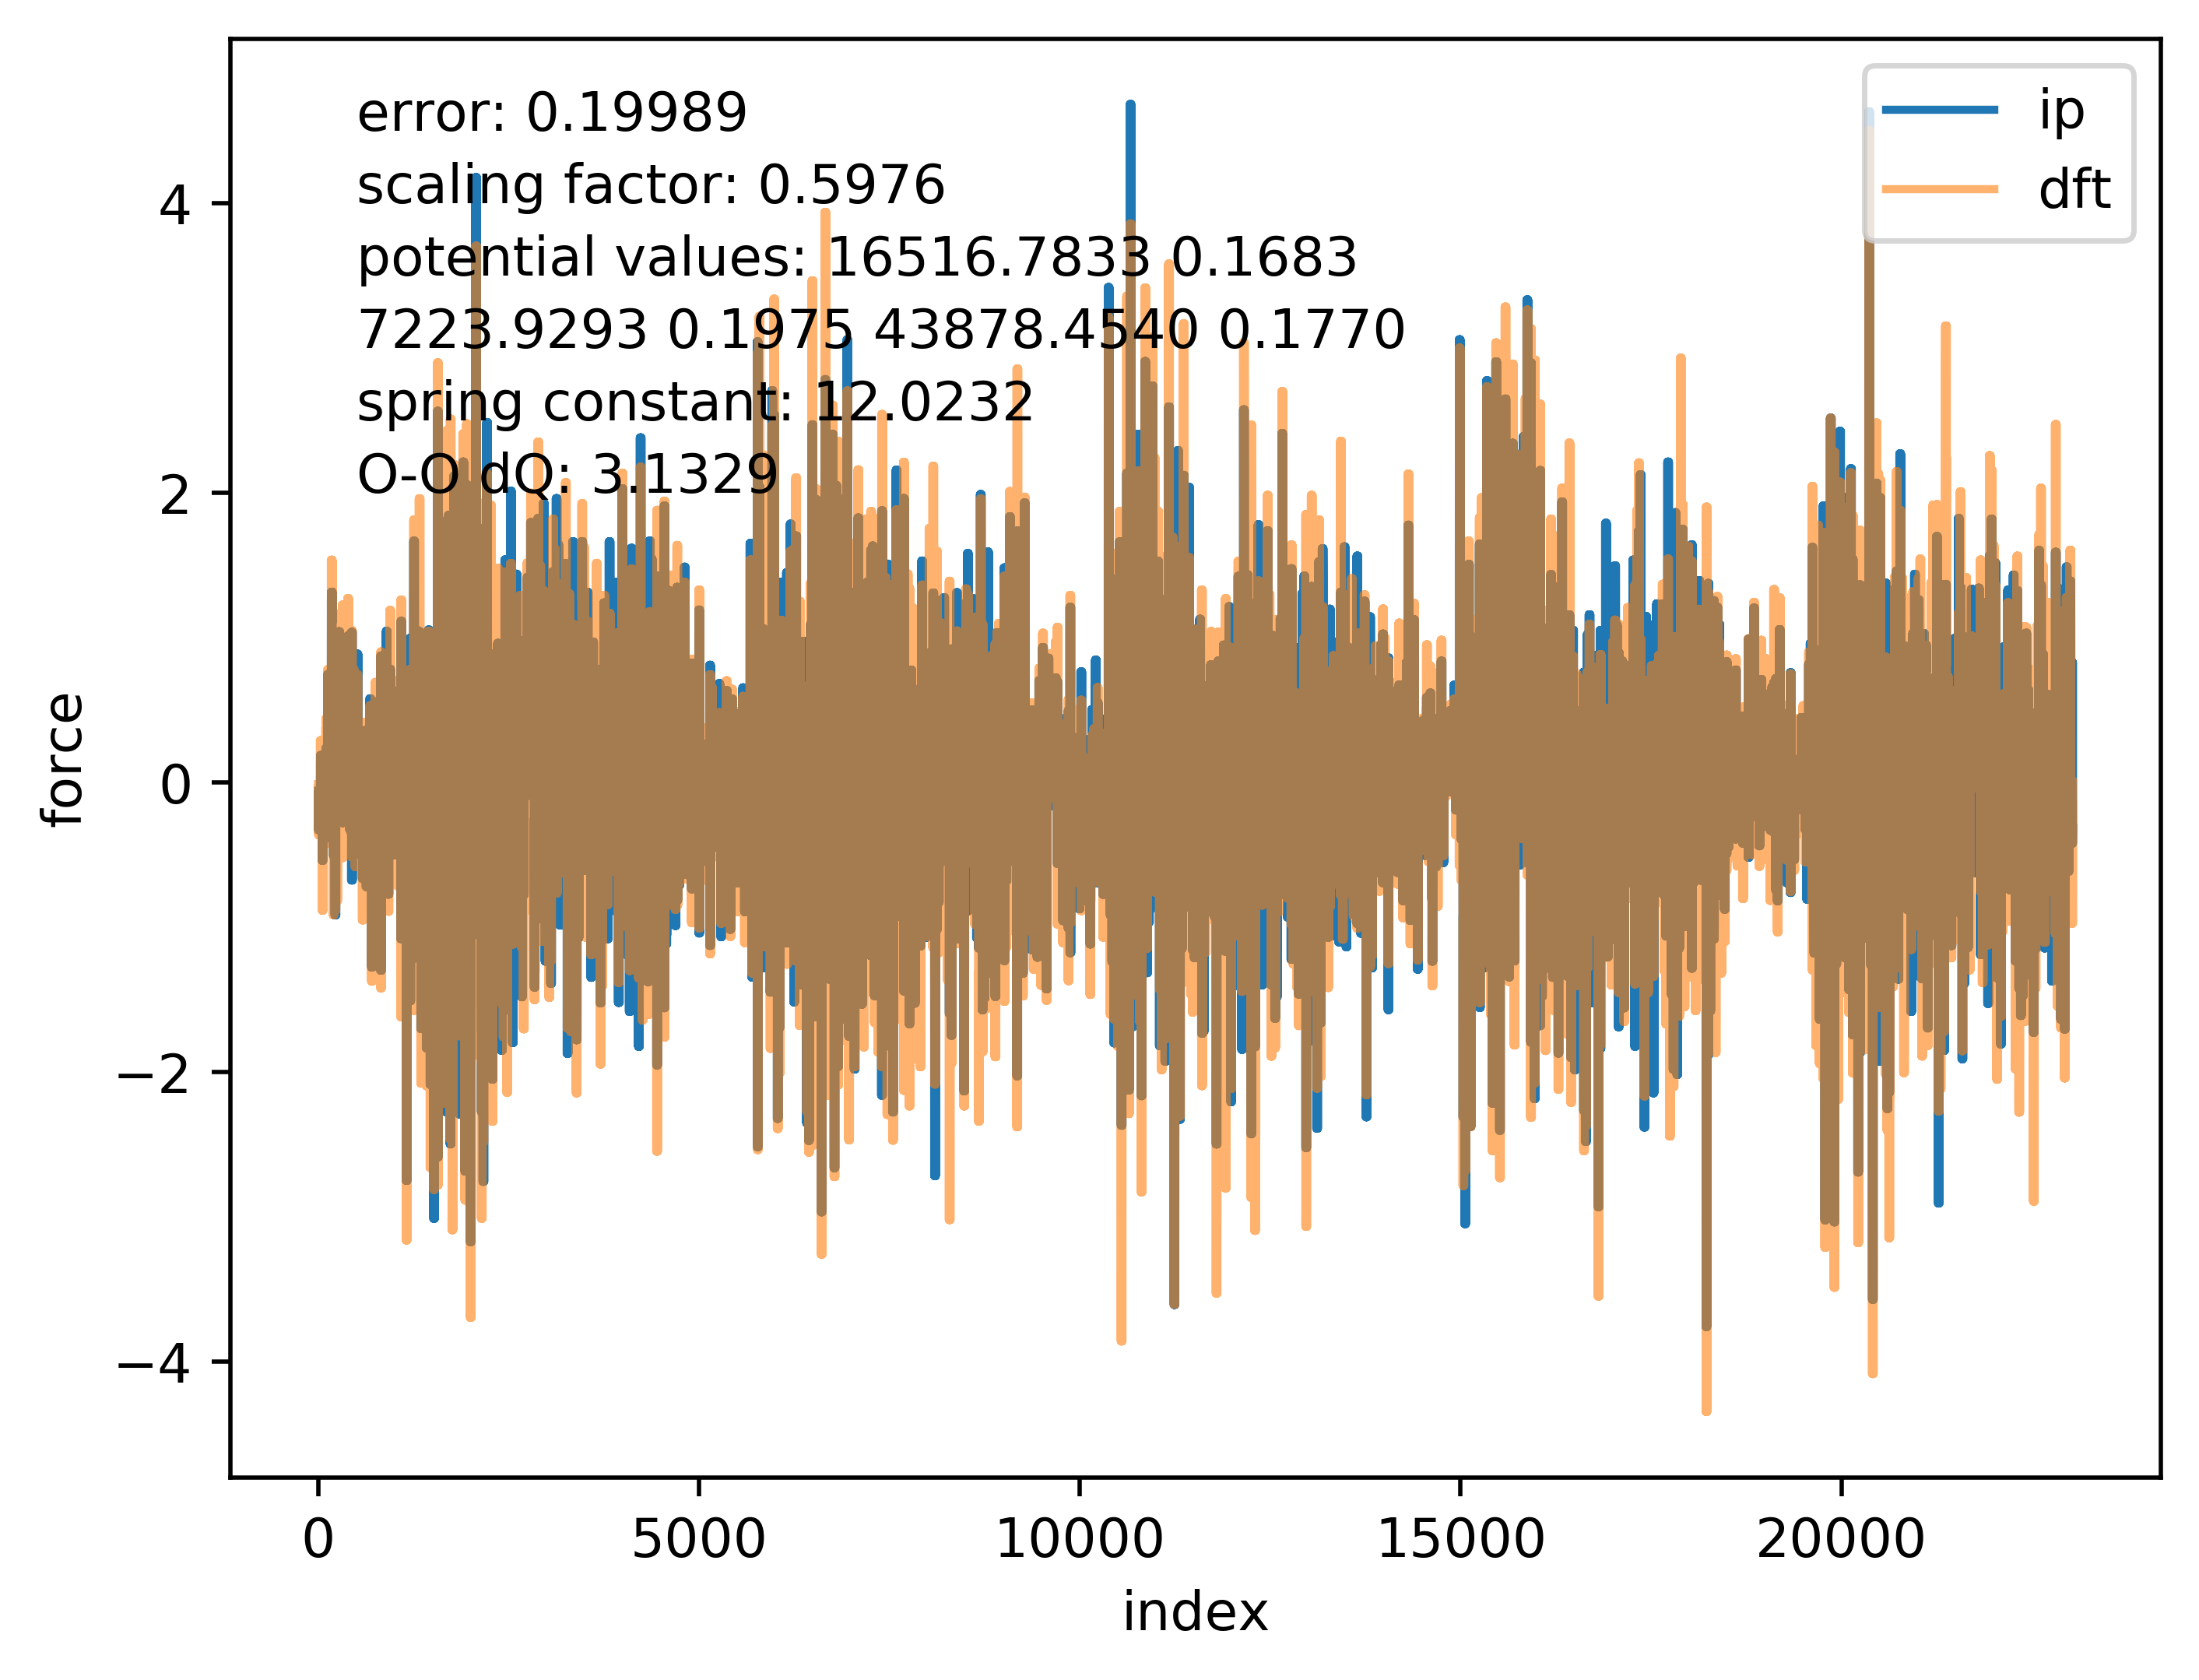 error: 0.19989
scaling factor: 0.5976
potential values: 16516.7833 0.1683
7223.9293 0.1975 43878.4540 0.1770
spring constant: 12.0232
O-O dQ: 3.1329
ip
dft
4
2
0
−2
−4
force
0
5000
10000
15000
20000
index